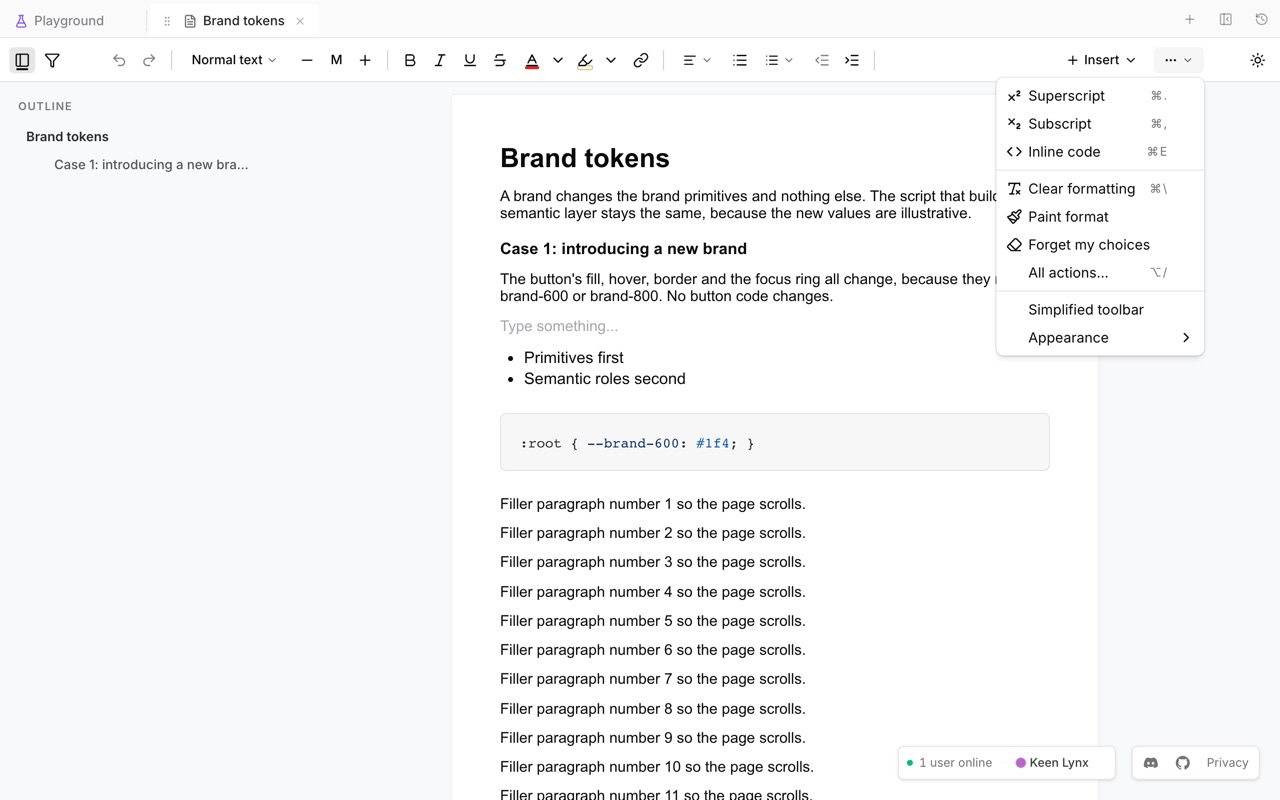 Playground
Brand tokens
Normal text
M
B
I
U
S
A
Insert
OUTLINE
Brand tokens
Case 1: introducing a new bra...
Superscript ⌘.
Subscript ⌘,
Inline code ⌘E
Clear formatting ⌘\
Paint format
Forget my choices
All actions... ⌥/
Simplified toolbar
Appearance
Brand tokens
A brand changes the brand primitives and nothing else. The script that
semantic layer stays the same, because the new values are illustrative.
Case 1: introducing a new brand
The button's fill, hover, border and the focus ring all change, because they
brand-600 or brand-800. No button code changes.
Type something...
• Primitives first
• Semantic roles second
:root { --brand-600: #1f4; }
Filler paragraph number 1 so the page scrolls.
Filler paragraph number 2 so the page scrolls.
Filler paragraph number 3 so the page scrolls.
Filler paragraph number 4 so the page scrolls.
Filler paragraph number 5 so the page scrolls.
Filler paragraph number 6 so the page scrolls.
Filler paragraph number 7 so the page scrolls.
Filler paragraph number 8 so the page scrolls.
Filler paragraph number 9 so the page scrolls.
Filler paragraph number 10 so the page scrolls.
Filler paragraph number 11 so the page scrolls.
1 user online
Keen Lynx
Privacy